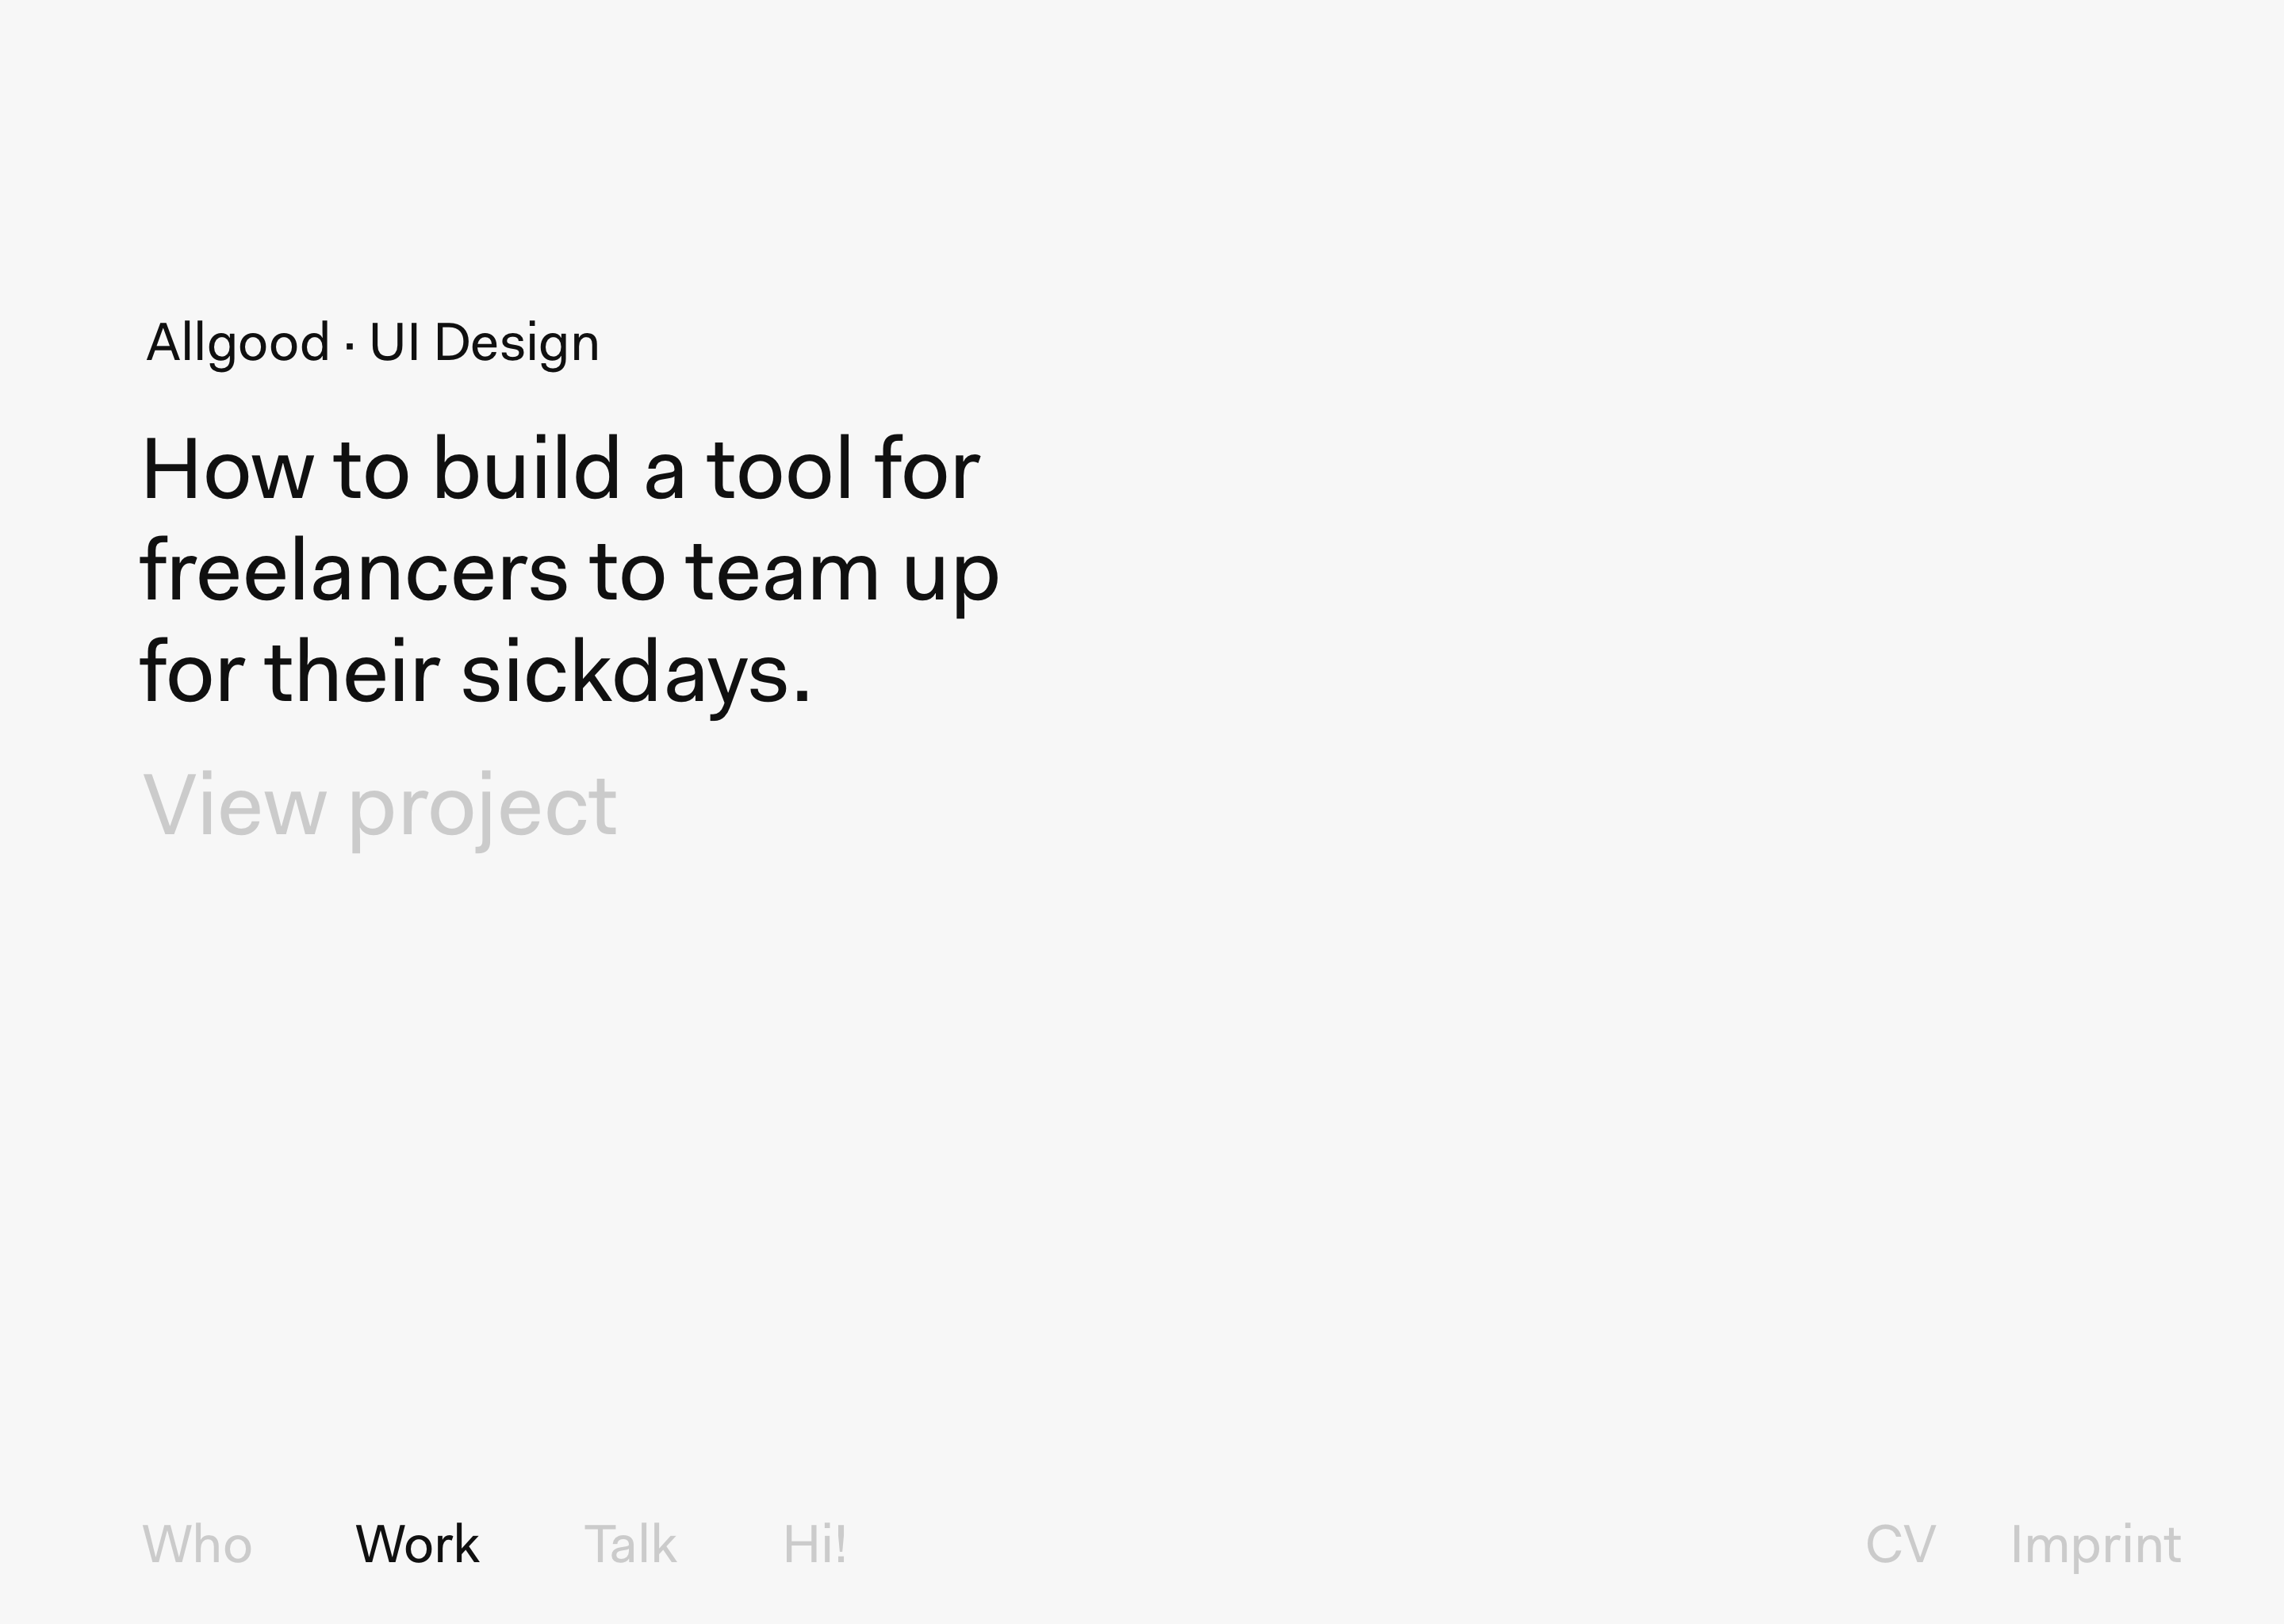 Allgood · UI Design
How to build a tool for
freelancers to team up
for their sickdays.
View project
Who Work Talk Hi! CV Imprint